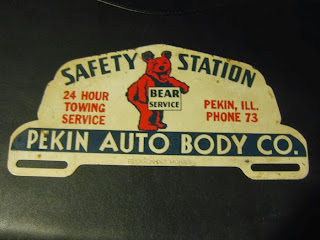 SAFETY STATION
24 HOUR
TOWING
SERVICE
BEAR
SERVICE
PEKIN, ILL.
PHONE 73
PEKIN AUTO BODY CO.